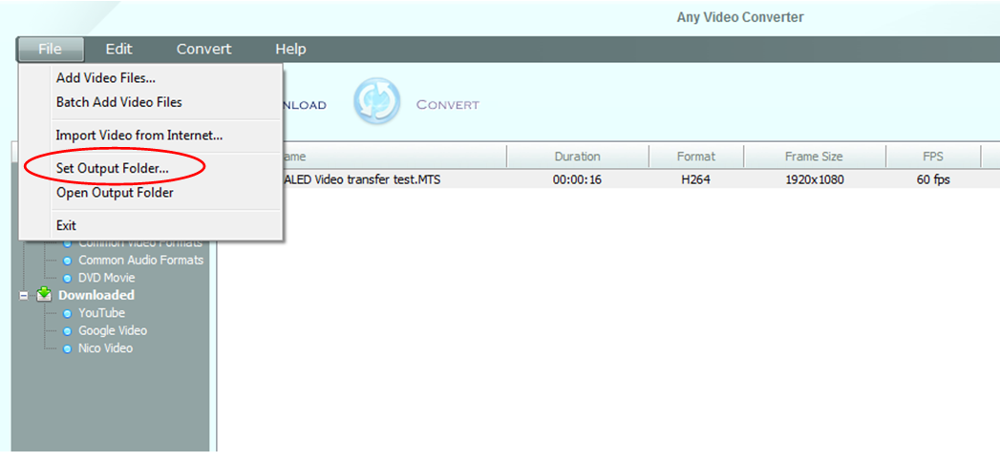 Any Video Converter
File Edit Convert Help
Add Video Files...
Batch Add Video Files
Import Video from Internet...
Set Output Folder...
Open Output Folder
Exit
NLOAD CONVERT
ame Duration Format Frame Size FPS
ALED Video transfer test.MTS 00:00:16 H264 1920x1080 60 fps
Common Video Formats
Common Audio Formats
DVD Movie
Downloaded
YouTube
Google Video
Nico Video